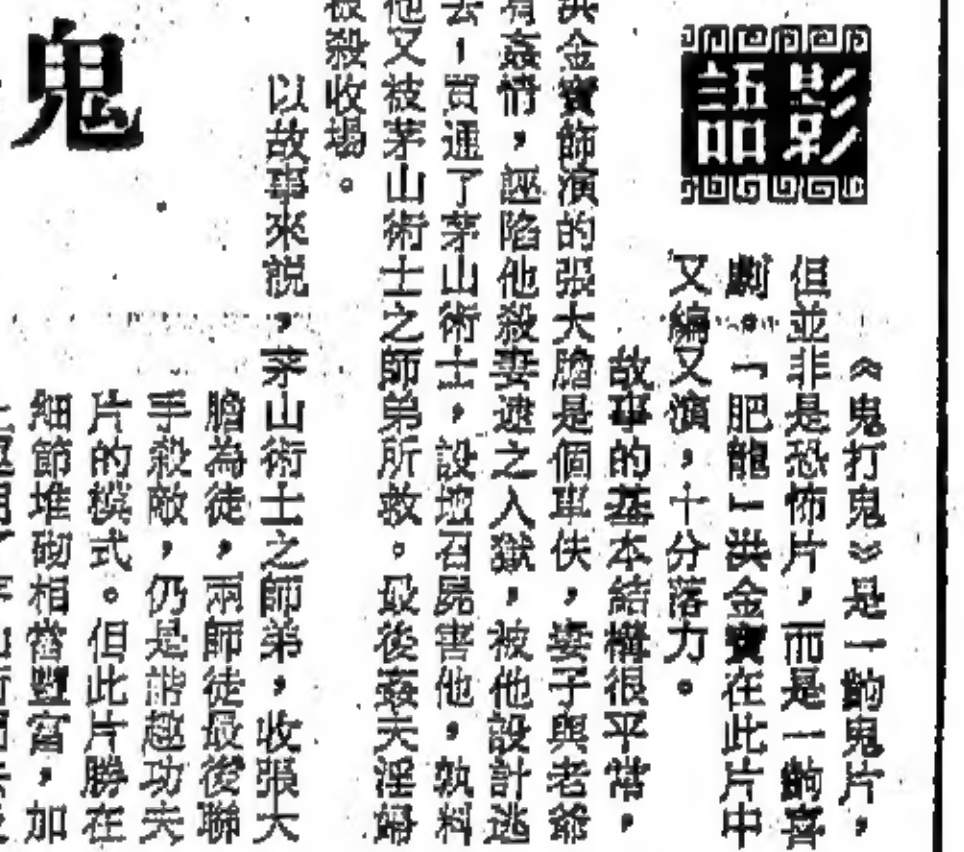 影語
《鬼打鬼》是一齣鬼片，
但並非是恐怖片，而是一齣喜
劇。「肥龍」洪金寶在此片中
又編又演，十分落力。
故事的基本結構很平常，
洪金寶飾演的張大膽是個車伕，妻子與老爺
有姦情，誣陷他殺妻逮之入獄，被他設計逃
去，買通了茅山術士，設地召屍害他，孰料
他又被茅山術士之師弟所救。最後姦夫淫婦
被殺收場。
以故事來説，茅山術士之師弟，收張大
膽為徒，兩師徒最後聯
手殺敵，仍是諧趣功夫
片的模式。但此片勝在
細節堆砌相當豐富，加
鬼